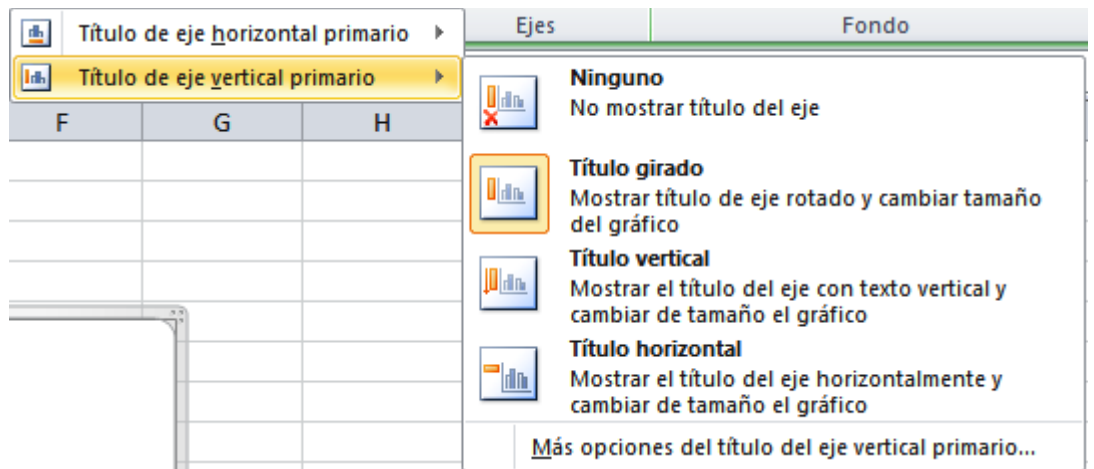 Título de eje horizontal primario
Ejes
Fondo
Título de eje vertical primario
F
G
H
Ninguno
No mostrar título del eje
Título girado
Mostrar título de eje rotado y cambiar tamaño
del gráfico
Título vertical
Mostrar el título del eje con texto vertical y
cambiar de tamaño el gráfico
Título horizontal
Mostrar el título del eje horizontalmente y
cambiar de tamaño el gráfico
Más opciones del título del eje vertical primario...